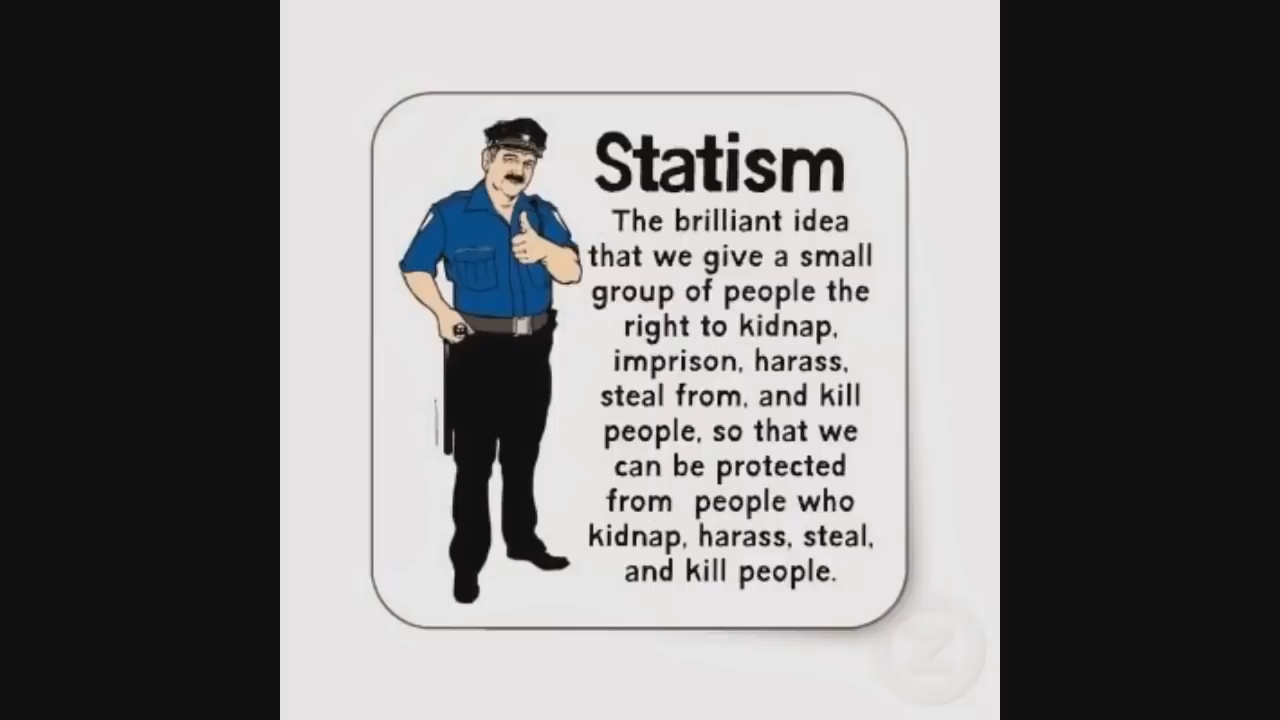 Statism
The brilliant idea
that we give a small
group of people the
right to kidnap,
imprison, harass,
steal from, and kill
people, so that we
can be protected
from people who
kidnap, harass, steal,
and kill people.
Z